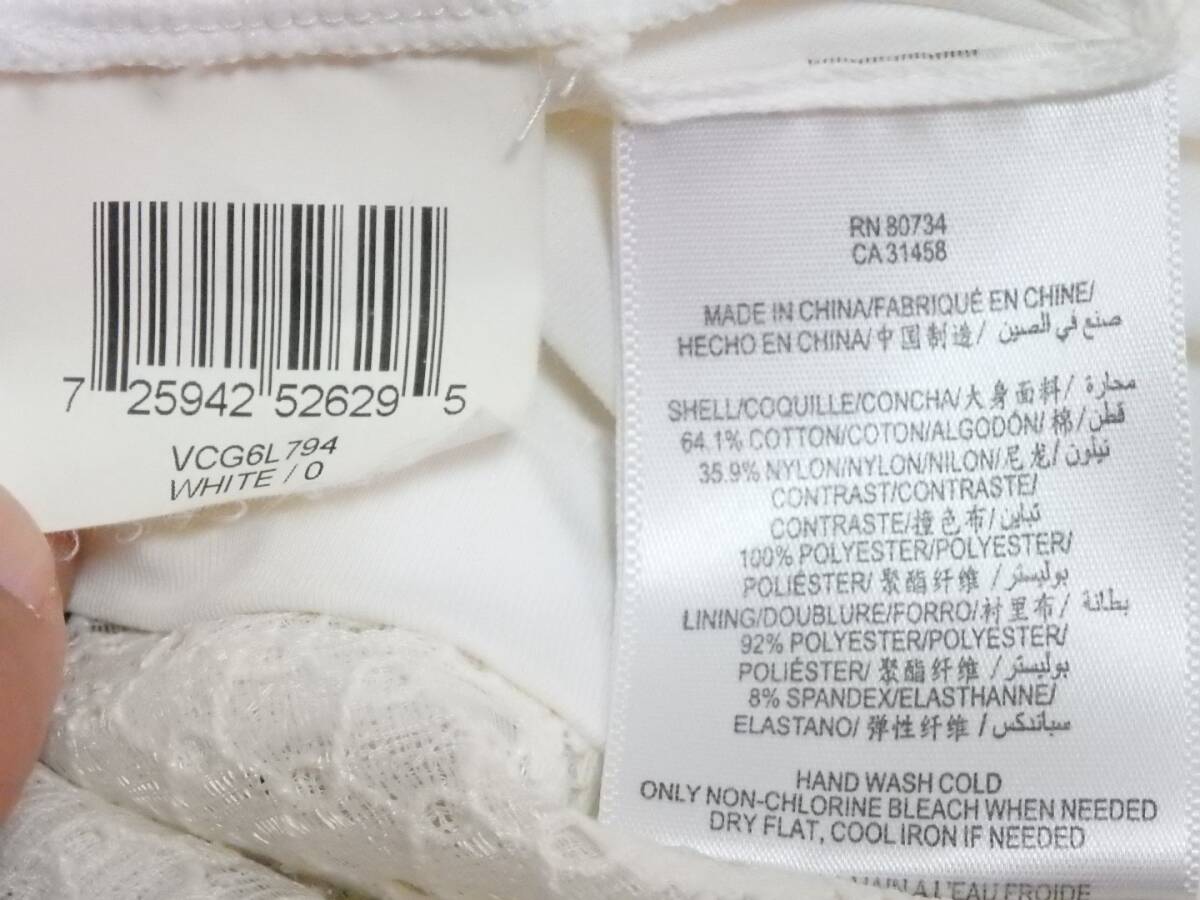 7 25942 52629 5
VCG6L794
WHITE / 0
RN 80734
CA 31458
MADE IN CHINA/FABRIQUÉ EN CHINE/
HECHO EN CHINA/中国制造/ صنع في الصين
SHELL/COQUILLE/CONCHA/大身面料/ محارة
64.1% COTTON/COTON/ALGODÓN/棉/قطن
35.9% NYLON/NYLON/NILON/尼龙/نيلون
CONTRAST/CONTRASTE/
CONTRASTE/撞色布/تباين
100% POLYESTER/POLYESTER/
POLIÉSTER/ 聚酯纤维 /بوليستر
LINING/DOUBLURE/FORRO/衬里布/ بطانة
92% POLYESTER/POLYESTER/
POLIÉSTER/ 聚酯纤维 /بوليستر
8% SPANDEX/ELASTHANNE/
ELASTANO/ 弹性纤维 /سباندكس
HAND WASH COLD
ONLY NON-CHLORINE BLEACH WHEN NEEDED
DRY FLAT, COOL IRON IF NEEDED
MAIN A L'EAU FROIDE